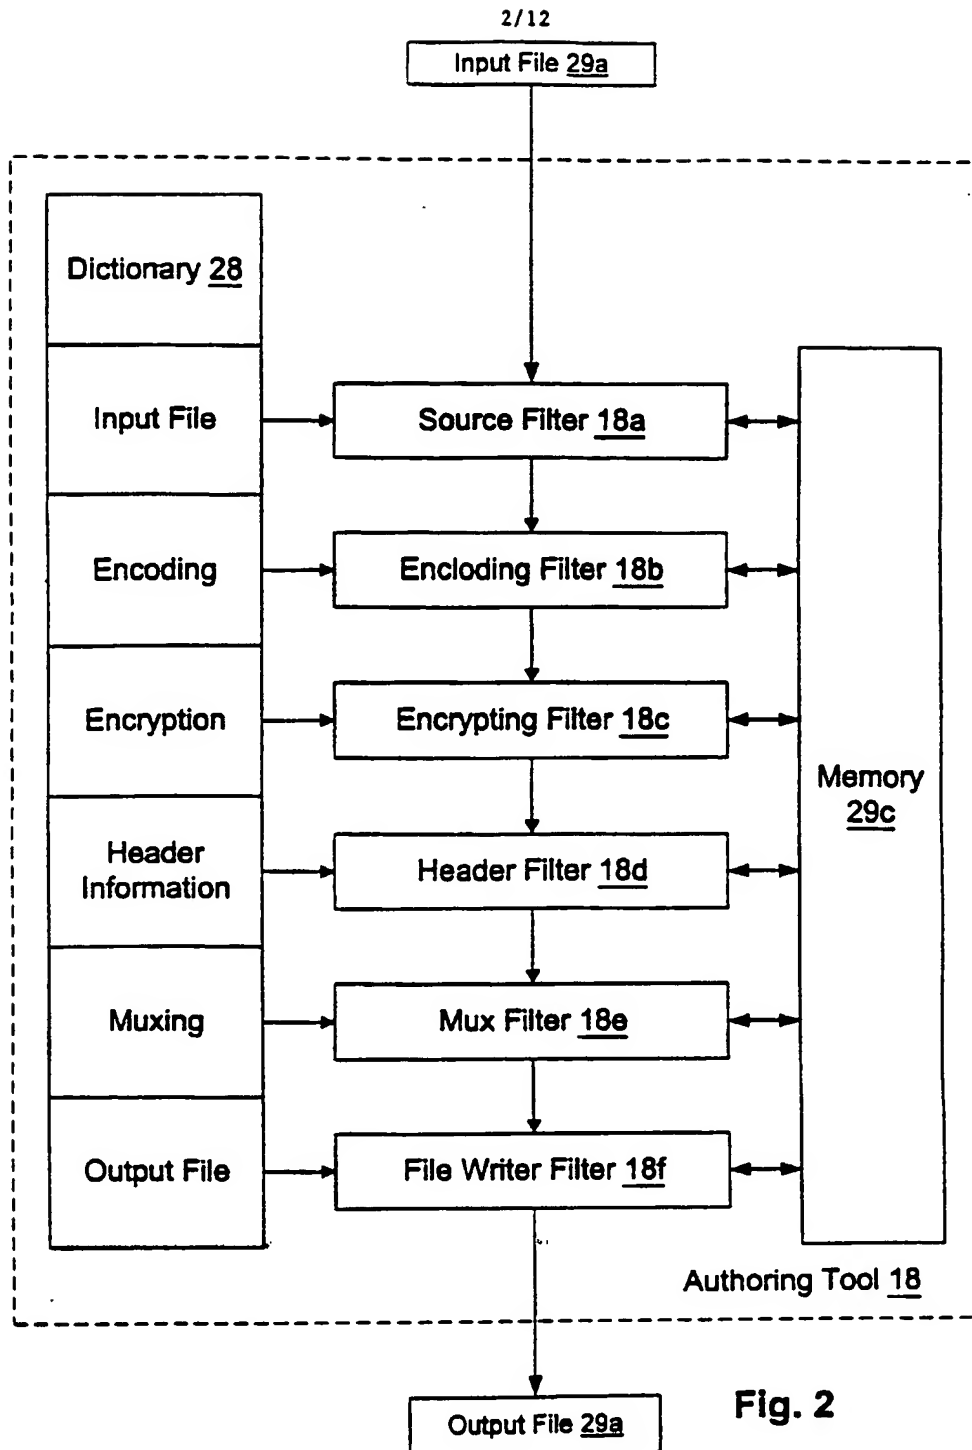 2/12
Input File 29a
Dictionary 28
Input File
Source Filter 18a
Encoding
Encloding Filter 18b
Encryption
Encrypting Filter 18c
Memory
29c
Header
Information
Header Filter 18d
Muxing
Mux Filter 18e
Output File
File Writer Filter 18f
Authoring Tool 18
Output File 29a
Fig. 2